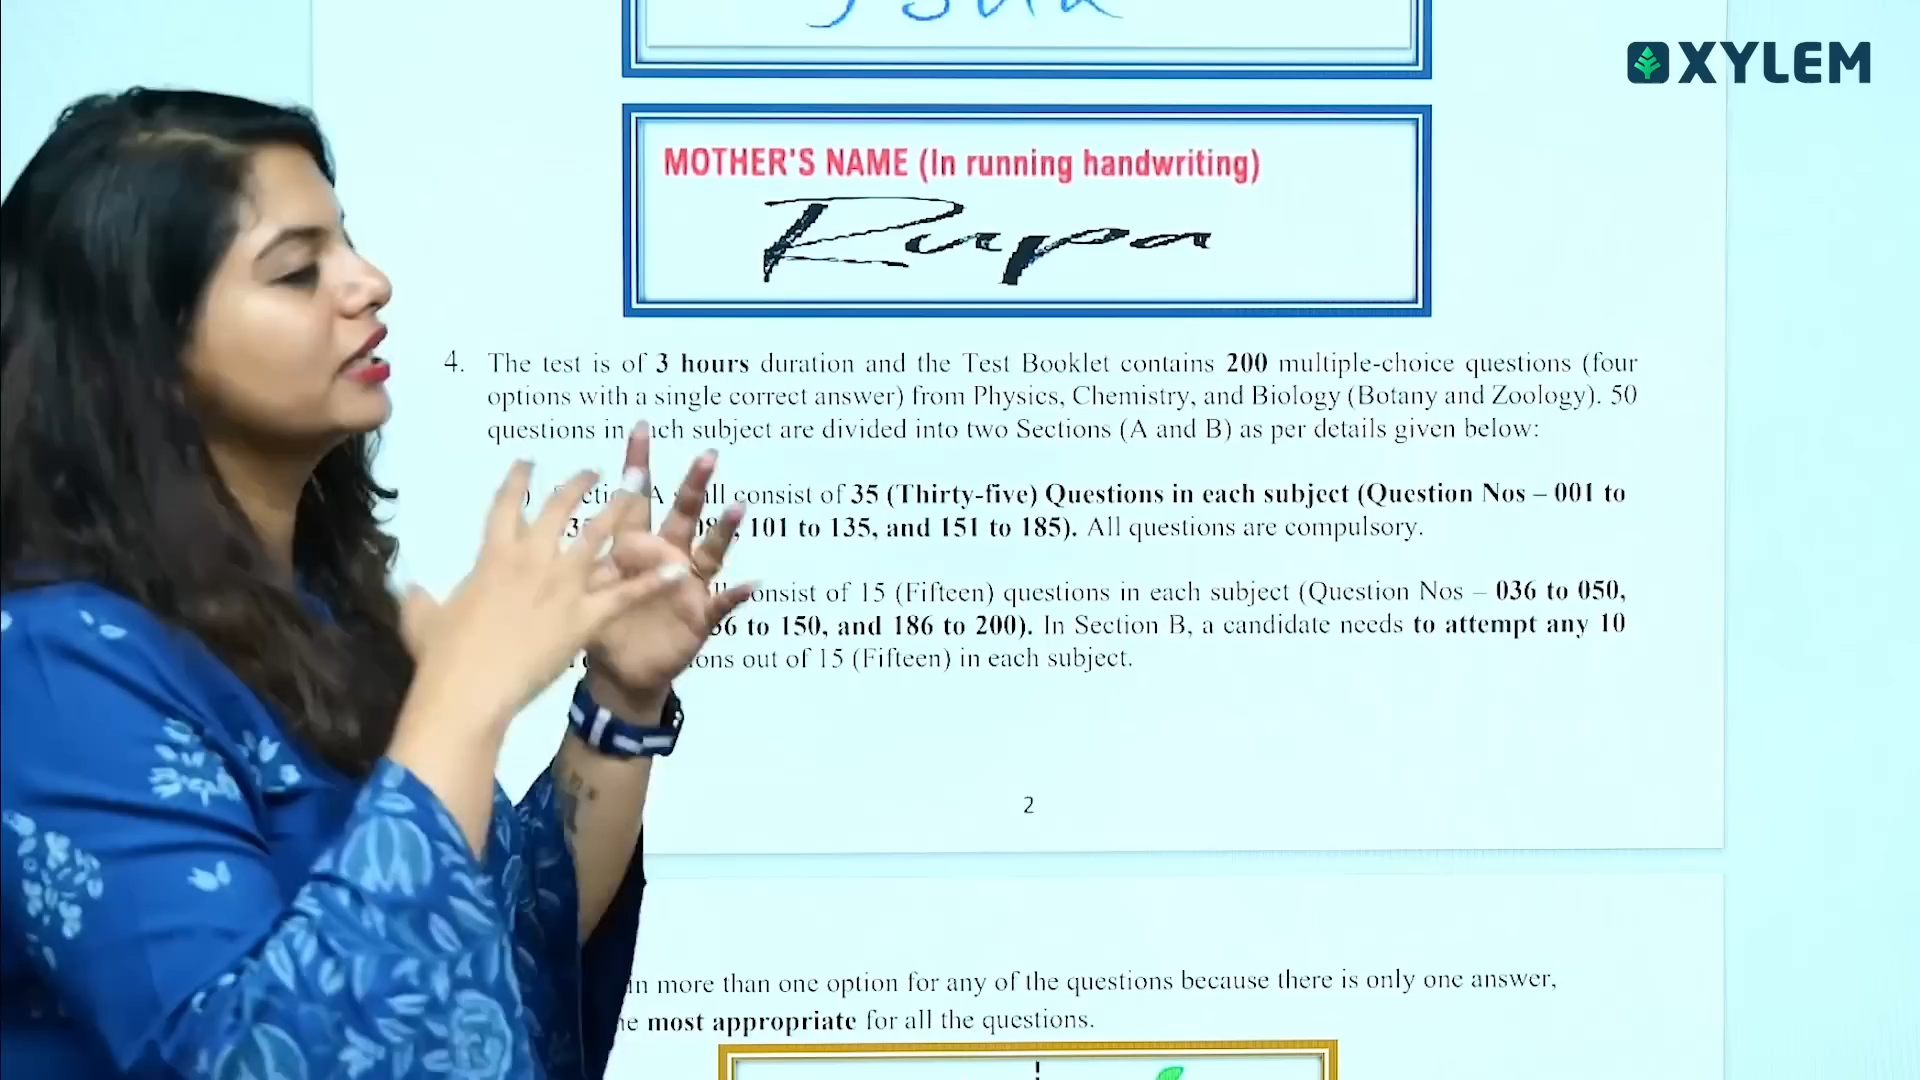 XYLEM
MOTHER'S NAME (In running handwriting)
Rupa
4. The test is of 3 hours duration and the Test Booklet contains 200 multiple-choice questions (four
options with a single correct answer) from Physics, Chemistry, and Biology (Botany and Zoology). 50
questions in each subject are divided into two Sections (A and B) as per details given below:
A shall consist of 35 (Thirty-five) Questions in each subject (Question Nos – 001 to
101 to 135, and 151 to 185). All questions are compulsory.
consist of 15 (Fifteen) questions in each subject (Question Nos – 036 to 050,
to 150, and 186 to 200). In Section B, a candidate needs to attempt any 10
out of 15 (Fifteen) in each subject.
2
in more than one option for any of the questions because there is only one answer,
most appropriate for all the questions.